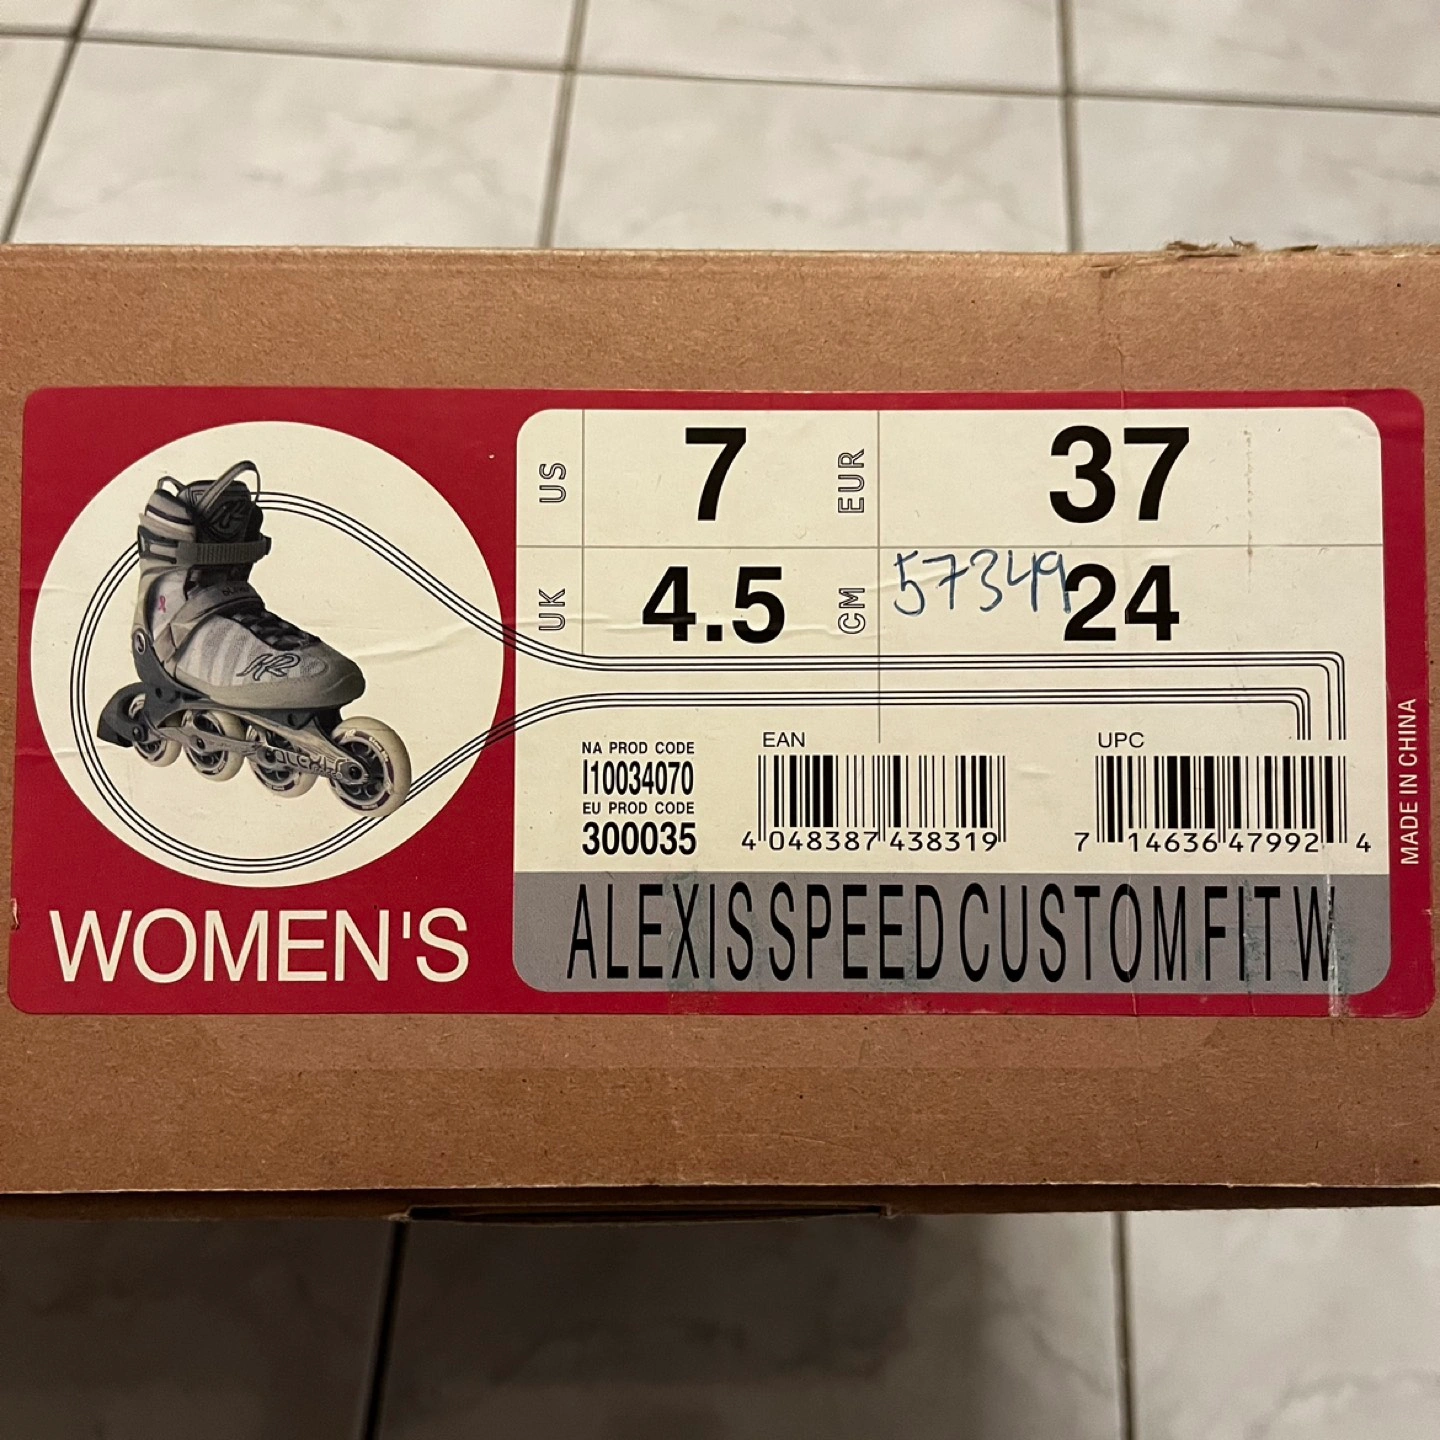 US
7
EUR
37
UK
4.5
CM
57349
24
NA PROD CODE
I10034070
EU PROD CODE
300035
EAN
4 048387 438319
UPC
7 14636 47992 4
MADE IN CHINA
WOMEN'S
ALEXIS SPEED CUSTOM FIT W
K2